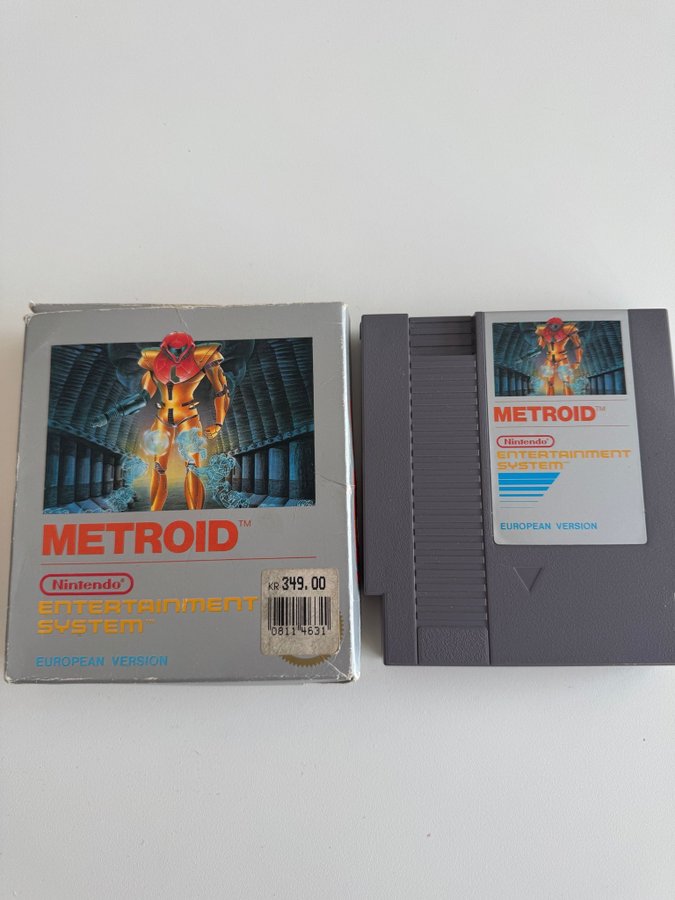 METROID™
Nintendo®
ENTERTAINMENT
SYSTEM™
EUROPEAN VERSION
KR 349.00
0811 4631
METROID™
Nintendo®
ENTERTAINMENT
SYSTEM™
EUROPEAN VERSION